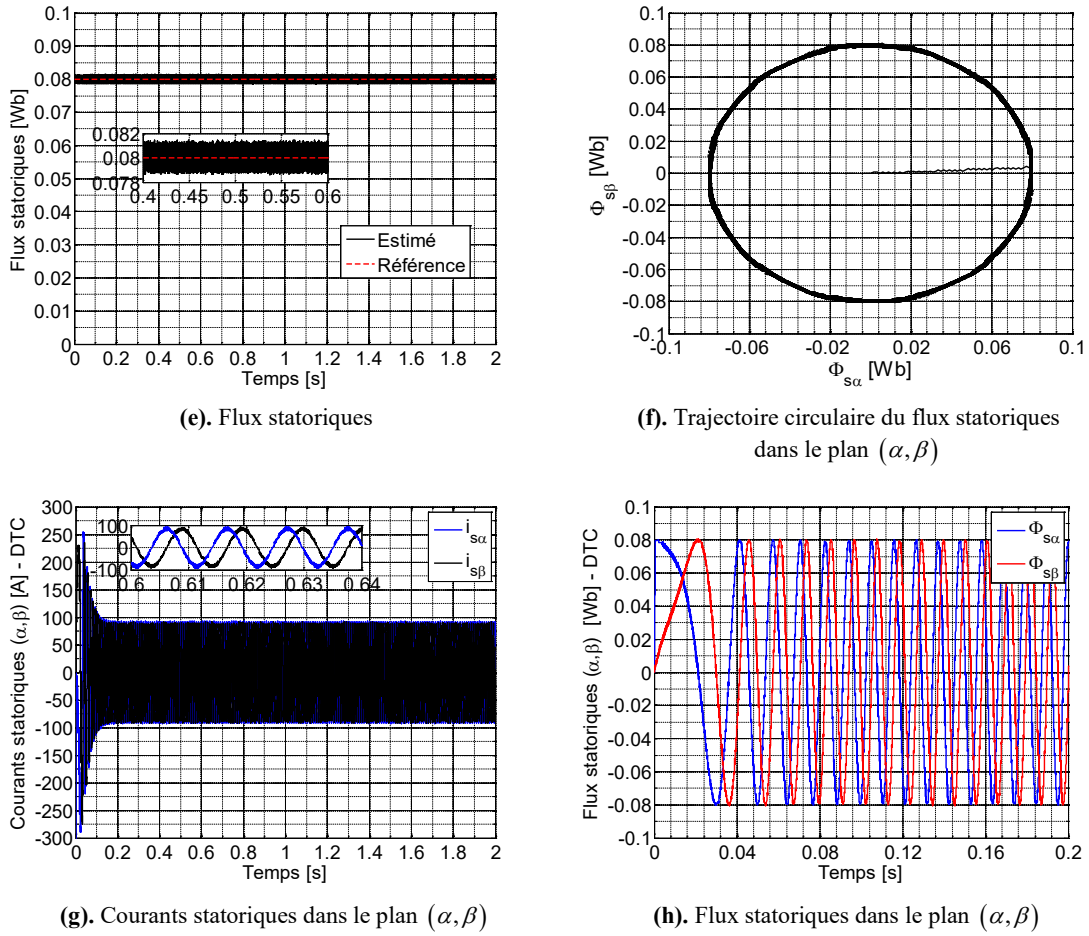 0.1
0.09
0.08
0.07
0.06
0.05
0.04
0.03
0.02
0.01
0
Flux statoriques [Wb]
0.082
0.08
0.078
0.4 0.45 0.5 0.55 0.6
Estimé
Référence
0 0.2 0.4 0.6 0.8 1 1.2 1.4 1.6 1.8 2
Temps [s]
(e). Flux statoriques
0.1
0.08
0.06
0.04
0.02
0
-0.02
-0.04
-0.06
-0.08
-0.1
Φsβ [Wb]
-0.1 -0.06 -0.02 0.02 0.06 0.1
Φsα [Wb]
(f). Trajectoire circulaire du flux statoriques
dans le plan (α,β)
300
250
200
150
100
50
0
-50
-100
-150
-200
-250
-300
Courants statoriques (α,β) [A] - DTC
100
0
-100
0.6 0.61 0.62 0.63 0.64
isα
isβ
0 0.2 0.4 0.6 0.8 1 1.2 1.4 1.6 1.8 2
Temps [s]
(g). Courants statoriques dans le plan (α,β)
0.1
0.08
0.06
0.04
0.02
0
-0.02
-0.04
-0.06
-0.08
-0.1
Flux statoriques (α,β) [Wb] - DTC
Φsα
Φsβ
0 0.04 0.08 0.12 0.16 0.2
Temps [s]
(h). Flux statoriques dans le plan (α,β)